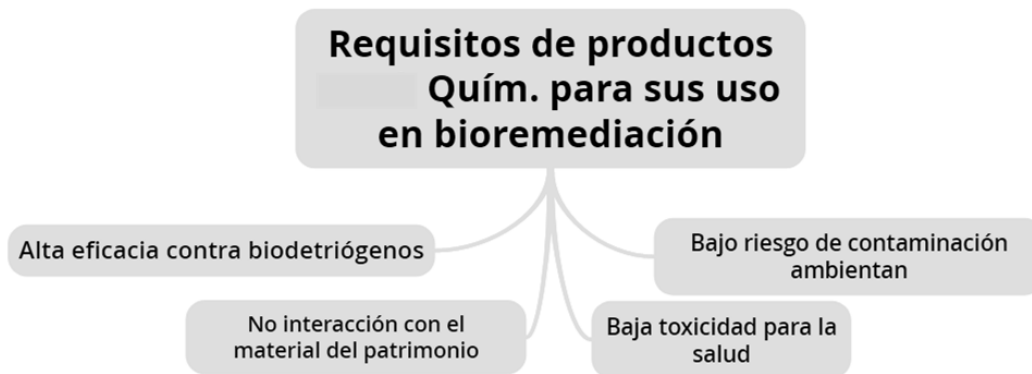 Requisitos de productos
Quím. para sus uso
en bioremediación
Alta eficacia contra biodetriógenos
Bajo riesgo de contaminación
ambientan
No interacción con el
material del patrimonio
Baja toxicidad para la
salud